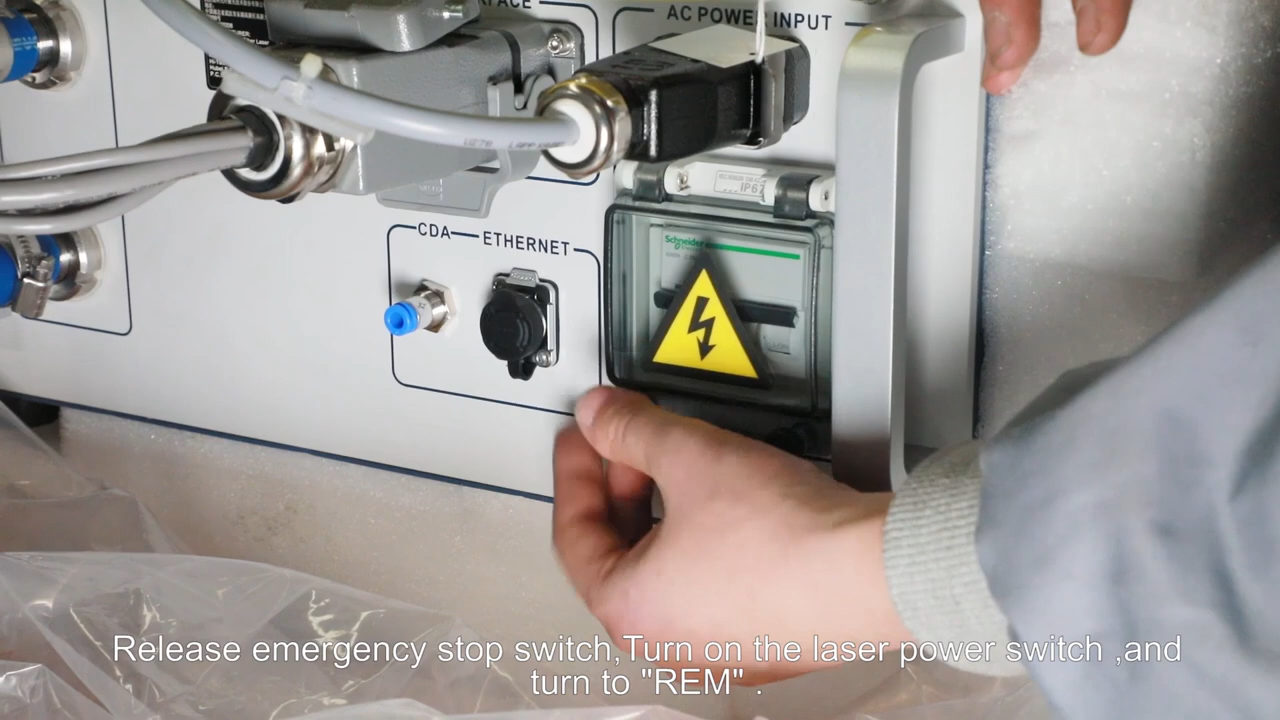 AC POWER INPUT
IP67
CDA
ETHERNET
Schneider
Release emergency stop switch,Turn on the laser power switch ,and
turn to "REM" .